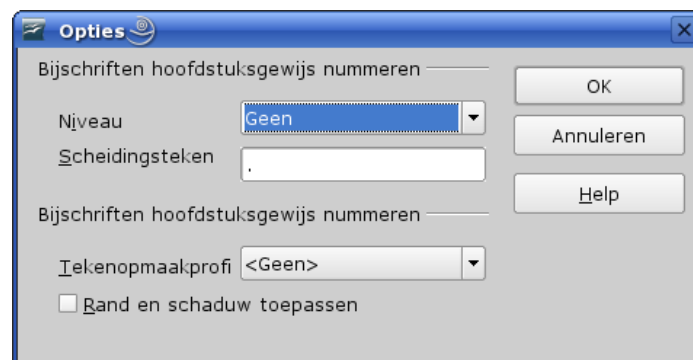 Opties
Bijschriften hoofdstuksgewijs nummeren
OK
Niveau
Geen
Annuleren
Scheidingsteken
.
Help
Bijschriften hoofdstuksgewijs nummeren
Tekenopmaakprofi
<Geen>
Rand en schaduw toepassen